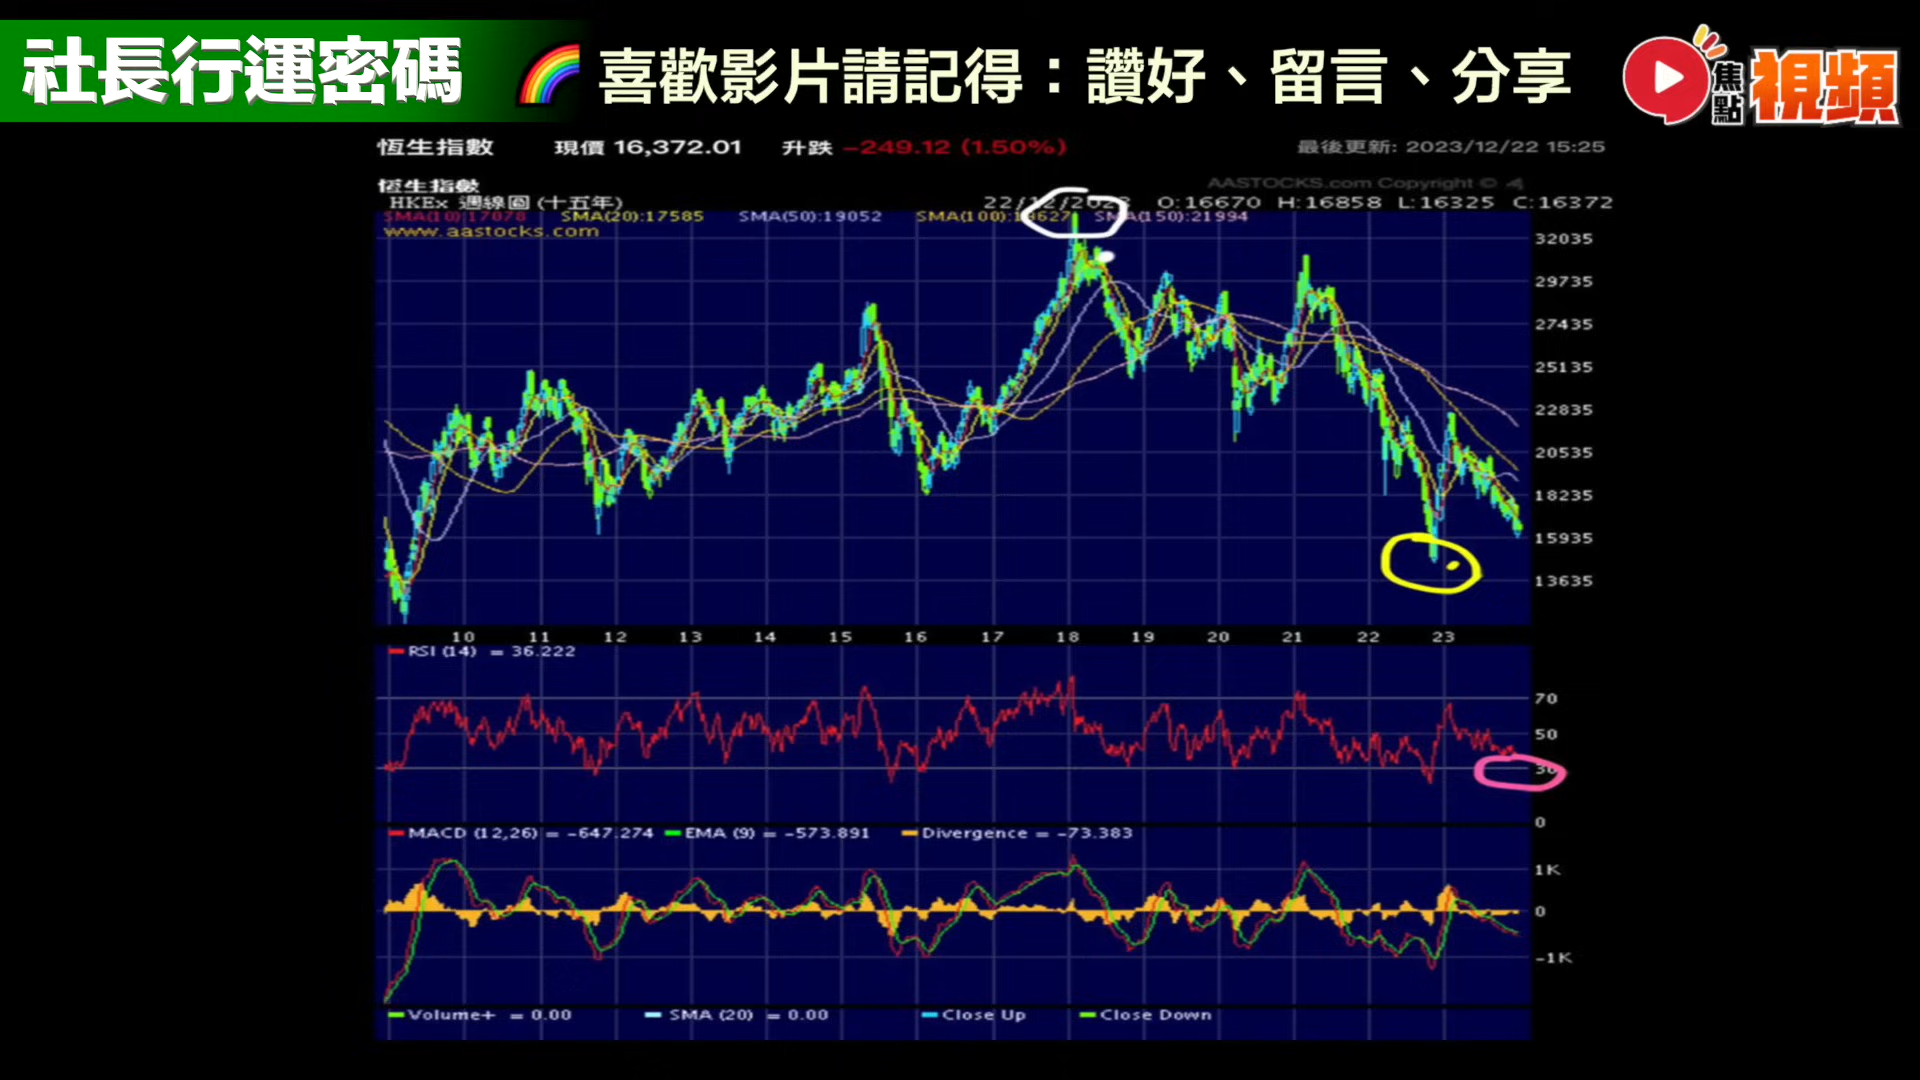 社長行運密碼
喜歡影片請記得：讚好、留言、分享
焦點 視頻
恆生指數 現價 16,372.01 升跌 -249.12 (1.50%) 最後更新: 2023/12/22 15:25
恆生指數
AASTOCKS.com Copyright ©
HKEx 週線圖 (十五年) O:16670 H:16858 L:16325 C:16372
SMA(10):17078 SMA(20):17585 SMA(50):19052 SMA(150):21994
www.aastocks.com
32035
29735
27435
25135
22835
20535
18235
15935
13635
10 11 12 13 14 15 16 17 18 19 20 21 22 23
RSI (14) = 36.222
70
50
30
0
MACD (12,26) = -647.274 EMA (9) = -573.891 Divergence = -73.383
1K
0
-1K
Volume+ = 0.00 SMA (20) = 0.00 Close Up Close Down